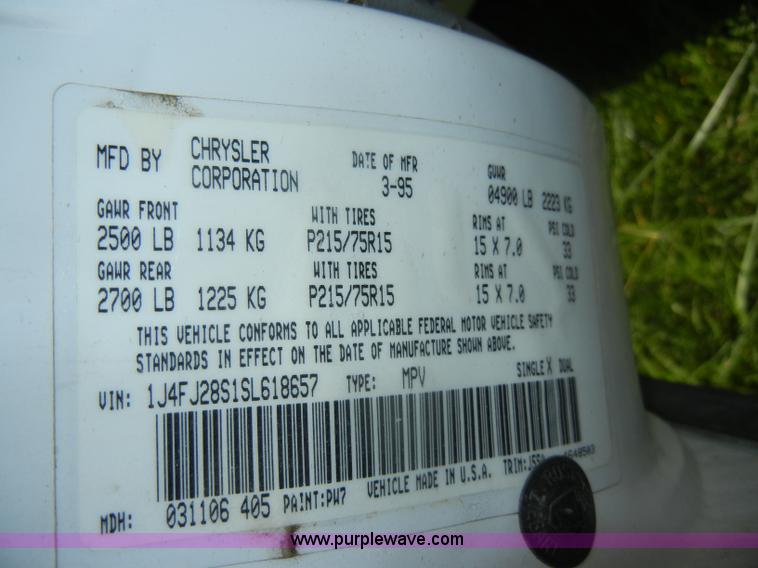 MFD BY CHRYSLER CORPORATION DATE OF MFR 3-95 GVWR 04900 LB 2223 KG
GAWR FRONT WITH TIRES RIMS AT PSI COLD
2500 LB 1134 KG P215/75R15 15 X 7.0 33
GAWR REAR WITH TIRES RIMS AT PSI COLD
2700 LB 1225 KG P215/75R15 15 X 7.0 33
THIS VEHICLE CONFORMS TO ALL APPLICABLE FEDERAL MOTOR VEHICLE SAFETY
STANDARDS IN EFFECT ON THE DATE OF MANUFACTURE SHOWN ABOVE.
VIN: 1J4FJ28S1SL618657 TYPE: MPV SINGLE X DUAL
MDH: 031106 405 PAINT:PW7 VEHICLE MADE IN U.S.A. TRIM:
www.purplewave.com